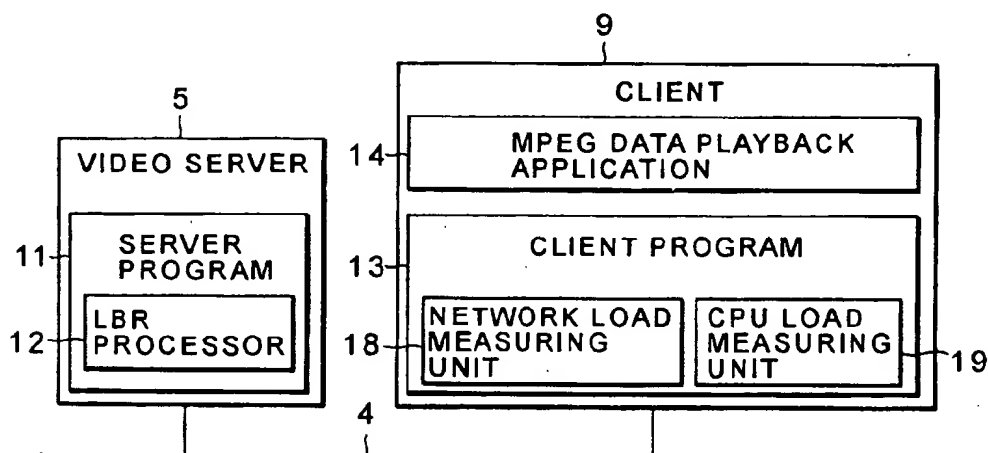 9
CLIENT
5
VIDEO SERVER
14
MPEG DATA PLAYBACK
APPLICATION
11
SERVER
PROGRAM
13
CLIENT PROGRAM
12
LBR
PROCESSOR
18
NETWORK LOAD
MEASURING
UNIT
CPU LOAD
MEASURING
UNIT
19
4